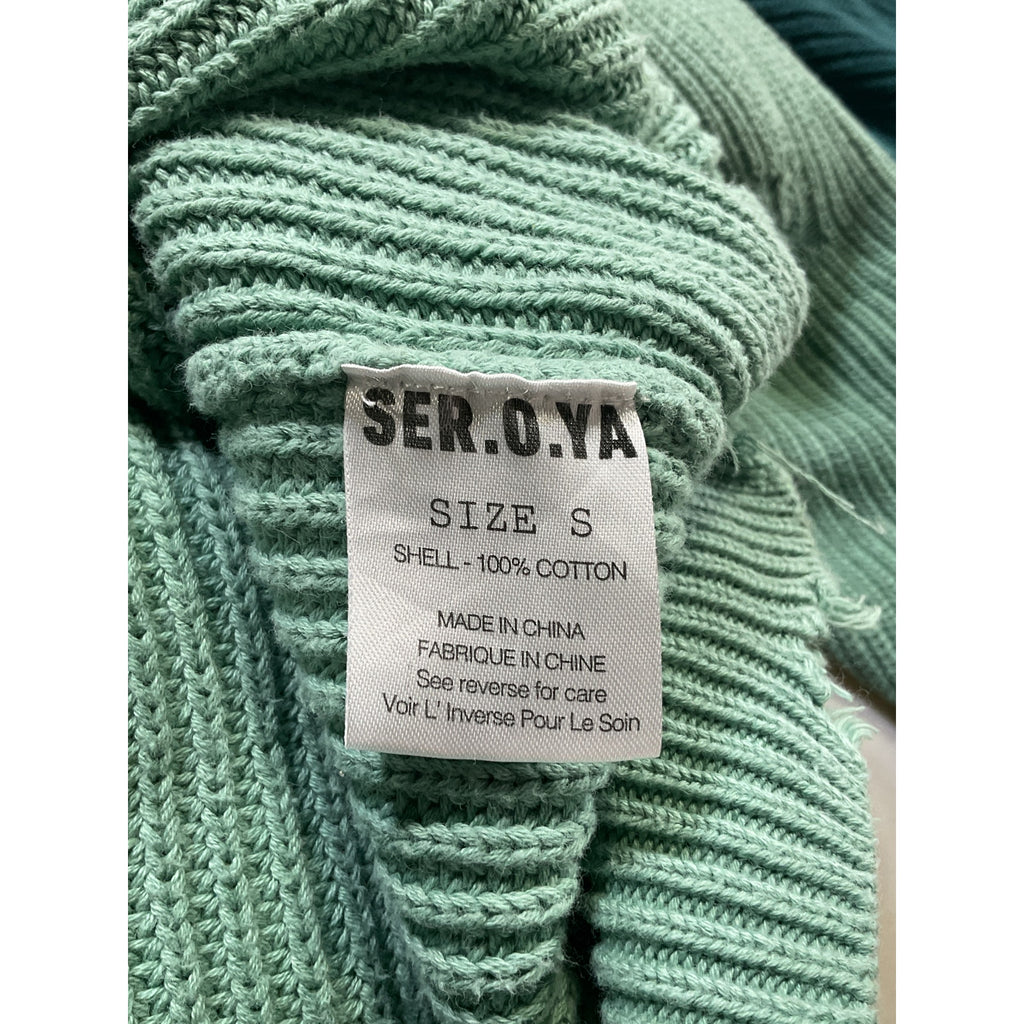 SER.O.YA
SIZE S
SHELL - 100% COTTON
MADE IN CHINA
FABRIQUE IN CHINE
See reverse for care
Voir L' Inverse Pour Le Soin